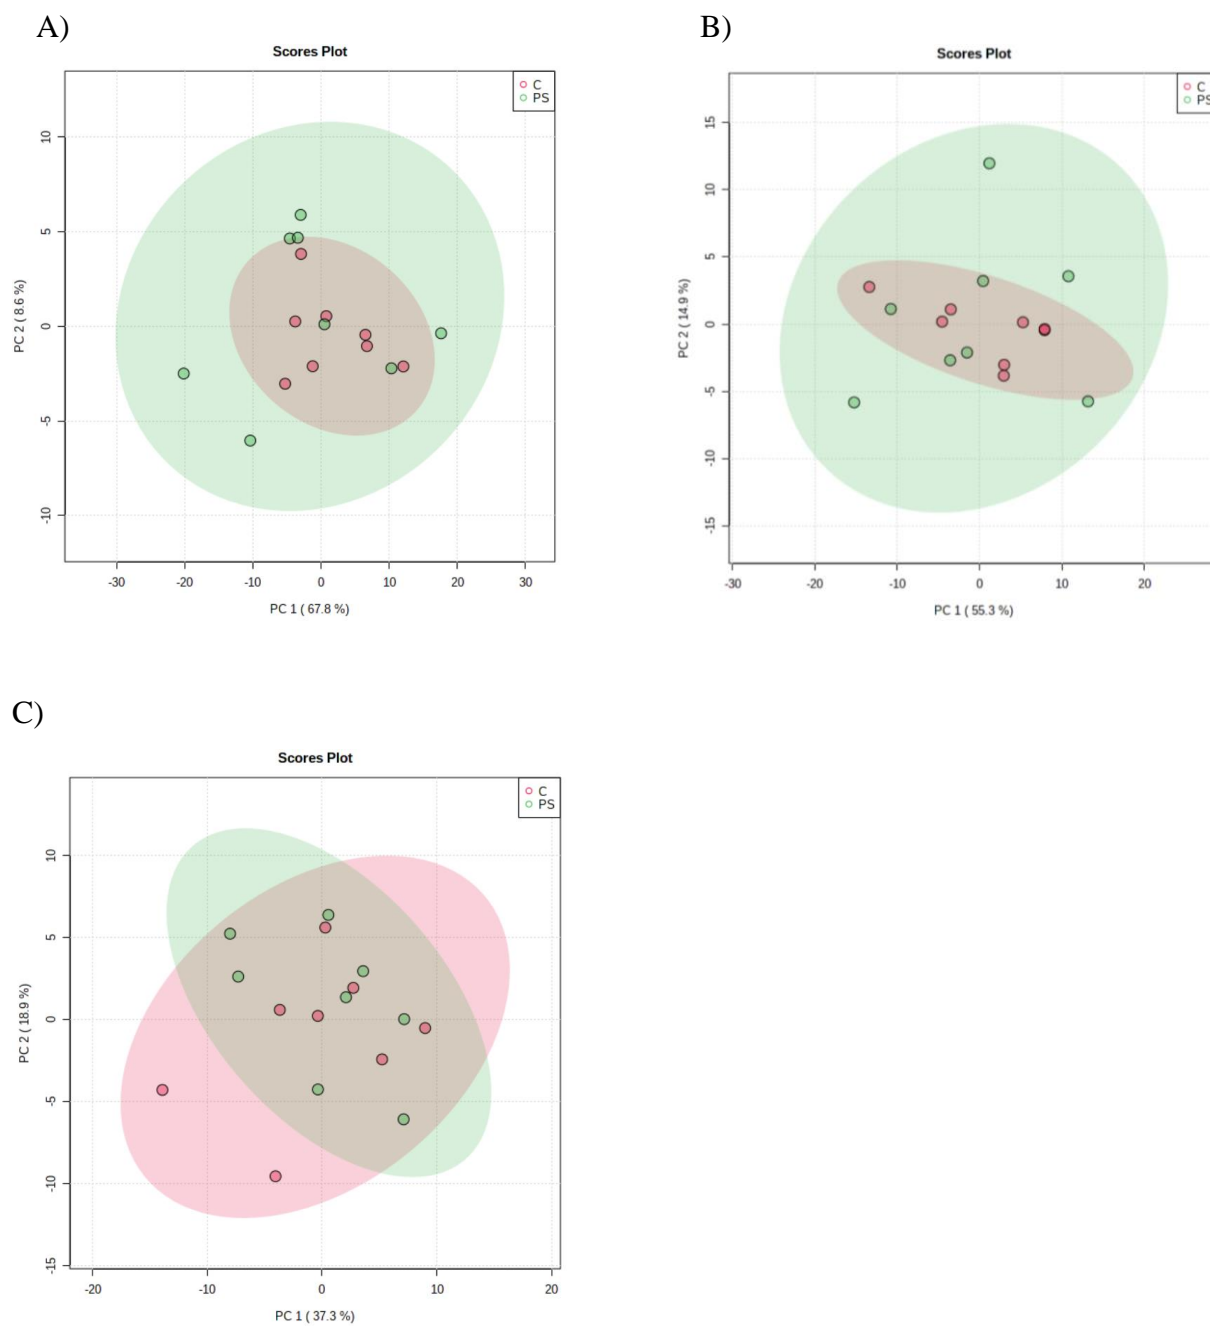 A)
Scores Plot
C
PS
10
5
0
-5
-10
PC 2 ( 8.6 %)
-30
-20
-10
0
10
20
30
PC 1 ( 67.8 %)
B)
Scores Plot
C
PS
15
10
5
0
-5
-10
-15
PC 2 ( 14.9 %)
-30
-20
-10
0
10
20
PC 1 ( 55.3 %)
C)
Scores Plot
C
PS
10
5
0
-5
-10
-15
PC 2 ( 18.9 %)
-20
-10
0
10
20
PC 1 ( 37.3 %)